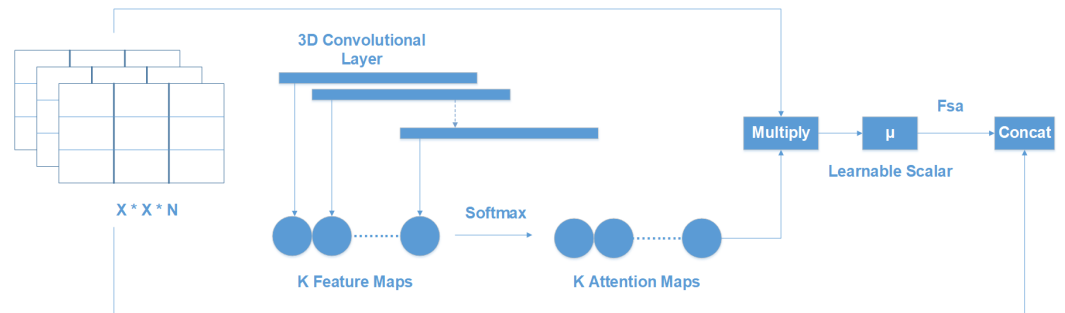 3D Convolutional
Layer
Fsa
Multiply
μ
Concat
Learnable Scalar
X * X * N
Softmax
K Feature Maps
K Attention Maps